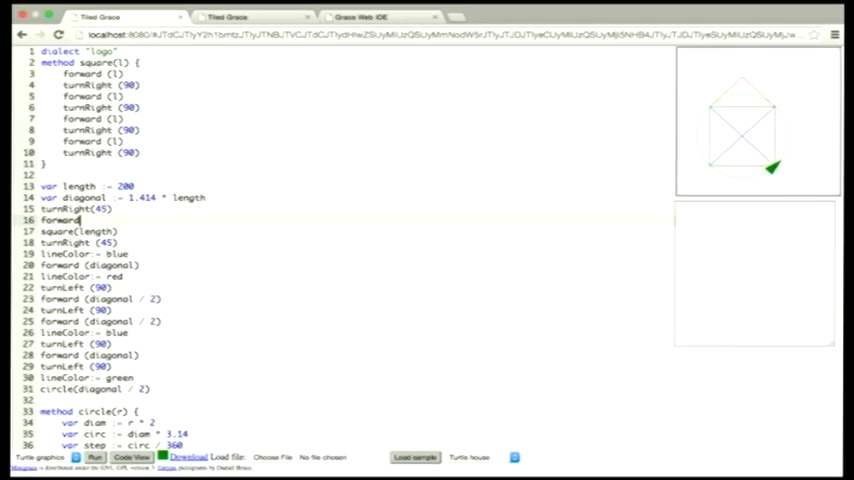 Tiled Grace
Tiled Grace
Grace Web IDE
1 dialect "logo"
2 method square(l) {
3 forward (l)
4 turnRight (90)
5 forward (l)
6 turnRight (90)
7 forward (l)
8 turnRight (90)
9 forward (l)
10 turnRight (90)
11 }
12
13 var length := 200
14 var diagonal := 1.414 * length
15 turnRight(45)
16 forward
17 square(length)
18 turnRight (45)
19 lineColor:= blue
20 forward (diagonal)
21 lineColor:= red
22 turnLeft (90)
23 forward (diagonal / 2)
24 turnLeft (90)
25 forward (diagonal / 2)
26 lineColor:= blue
27 turnLeft (90)
28 forward (diagonal)
29 turnLeft (90)
30 lineColor:= green
31 circle(diagonal / 2)
33 method circle(r) {
34 var diam := r * 2
35 var circ := diam * 3.14
36 var step := circ / 360
Turtle graphics Run Code View Download Load file: Choose File No file chosen Load sample Turtle house